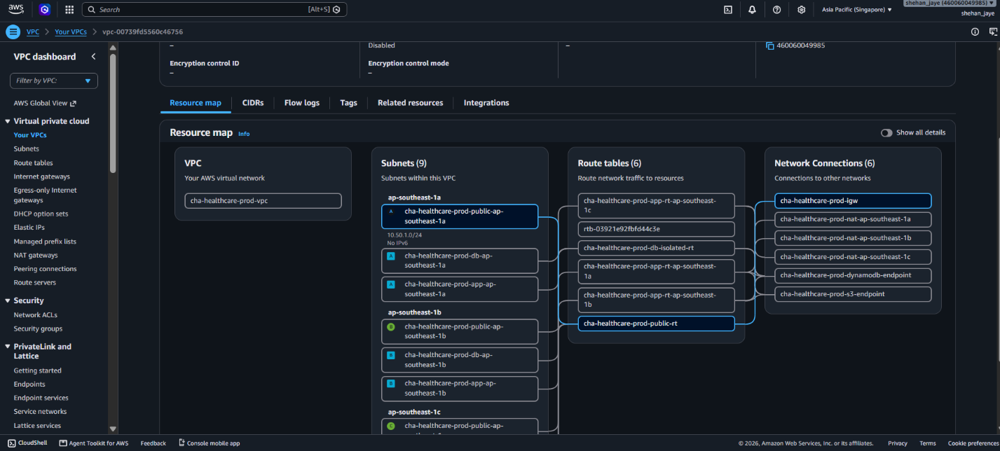 aws
Search
[Alt+S]
Asia Pacific (Singapore)
shehan_jaye (460060049985)
shehan_jaye
VPC
Your VPCs
vpc-00739fd5560c46756
VPC dashboard
Filter by VPC:
AWS Global View
Virtual private cloud
Your VPCs
Subnets
Route tables
Internet gateways
Egress-only Internet
gateways
DHCP option sets
Elastic IPs
Managed prefix lists
NAT gateways
Peering connections
Route servers
Security
Network ACLs
Security groups
PrivateLink and
Lattice
Getting started
Endpoints
Endpoint services
Service networks
Lattice services
–
Disabled
–
460060049985
Encryption control ID
–
Encryption control mode
–
Resource map
CIDRs
Flow logs
Tags
Related resources
Integrations
Resource map Info
Show all details
VPC
Your AWS virtual network
cha-healthcare-prod-vpc
Subnets (9)
Subnets within this VPC
ap-southeast-1a
A cha-healthcare-prod-public-ap-
southeast-1a
10.50.1.0/24
No IPv6
A cha-healthcare-prod-db-ap-
southeast-1a
A cha-healthcare-prod-app-ap-
southeast-1a
ap-southeast-1b
B cha-healthcare-prod-public-ap-
southeast-1b
B cha-healthcare-prod-db-ap-
southeast-1b
B cha-healthcare-prod-app-ap-
southeast-1b
ap-southeast-1c
C cha-healthcare-prod-public-ap-
Route tables (6)
Route network traffic to resources
cha-healthcare-prod-app-rt-ap-southeast-
1c
rtb-03921e92fbfd44c3e
cha-healthcare-prod-db-isolated-rt
cha-healthcare-prod-app-rt-ap-southeast-
1a
cha-healthcare-prod-app-rt-ap-southeast-
1b
cha-healthcare-prod-public-rt
Network Connections (6)
Connections to other networks
cha-healthcare-prod-igw
cha-healthcare-prod-nat-ap-southeast-1a
cha-healthcare-prod-nat-ap-southeast-1b
cha-healthcare-prod-nat-ap-southeast-1c
cha-healthcare-prod-dynamodb-endpoint
cha-healthcare-prod-s3-endpoint
CloudShell
Agent Toolkit for AWS
Feedback
Console mobile app
© 2026, Amazon Web Services, Inc. or its affiliates.
Privacy
Terms
Cookie preferences